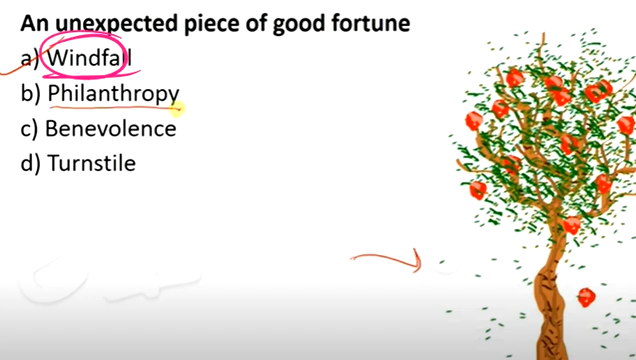 An unexpected piece of good fortune
a) Windfall
b) Philanthropy
c) Benevolence
d) Turnstile